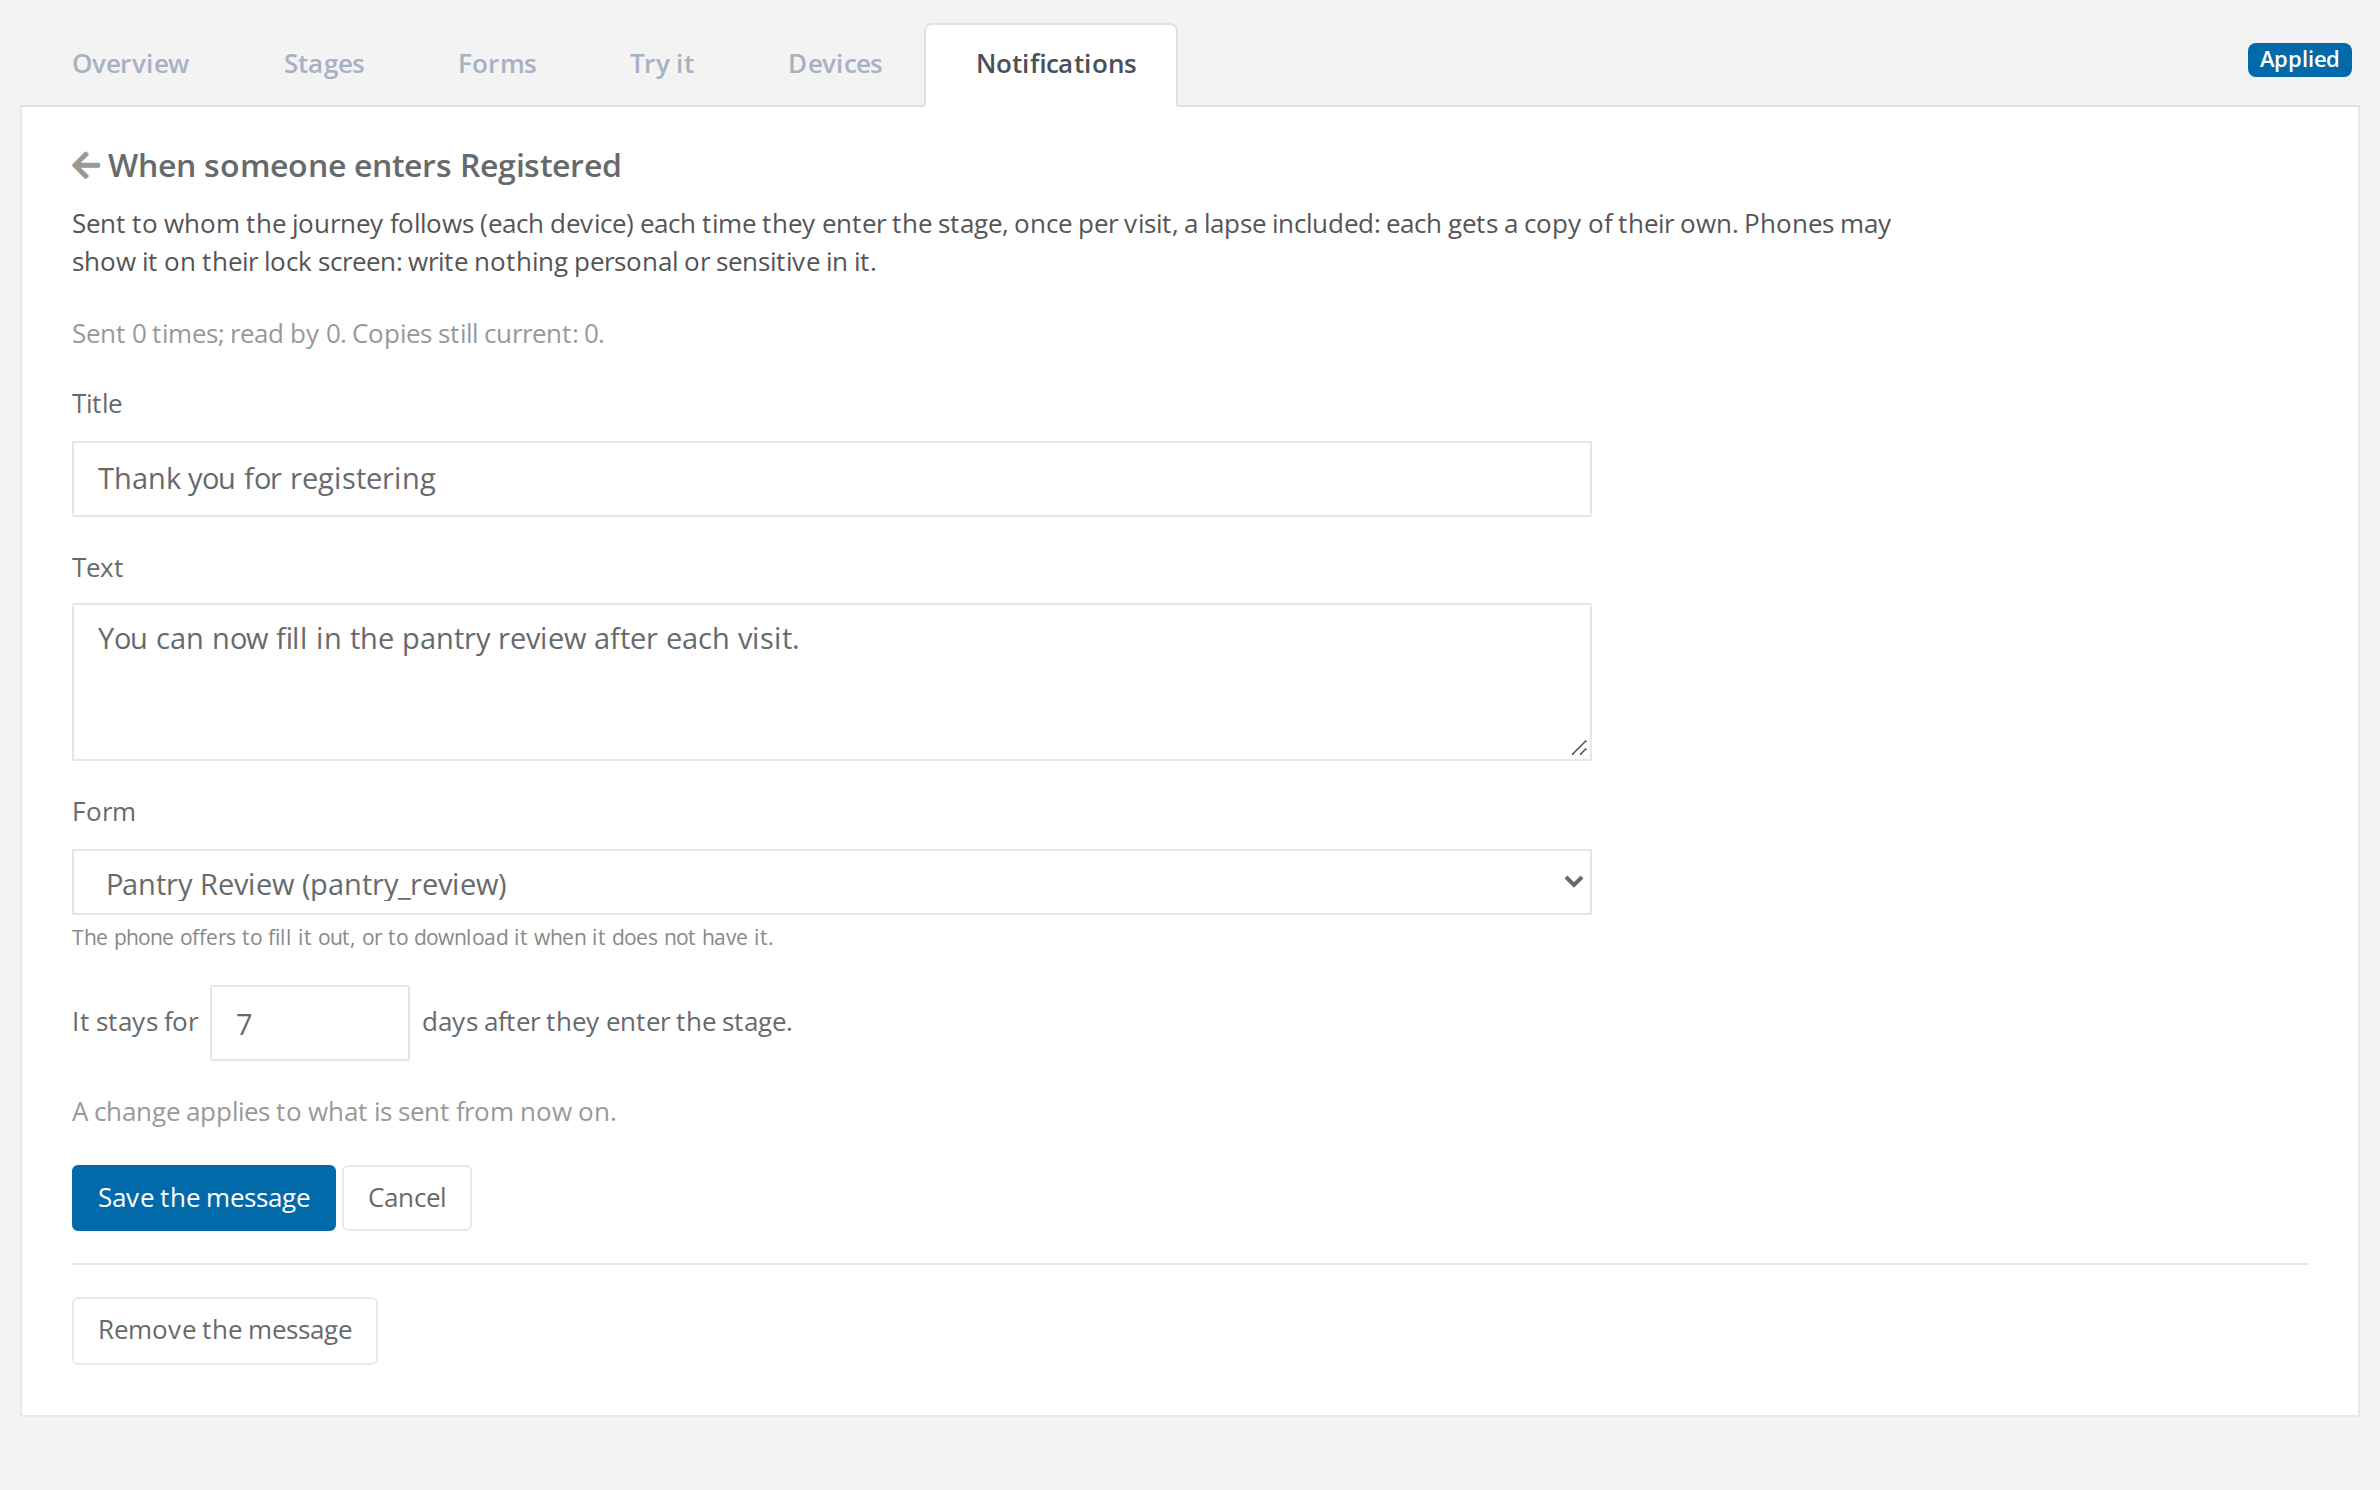 Overview Stages Forms Try it Devices Notifications Applied
When someone enters Registered
Sent to whom the journey follows (each device) each time they enter the stage, once per visit, a lapse included: each gets a copy of their own. Phones may
show it on their lock screen: write nothing personal or sensitive in it.
Sent 0 times; read by 0. Copies still current: 0.
Title
Thank you for registering
Text
You can now fill in the pantry review after each visit.
Form
Pantry Review (pantry_review)
The phone offers to fill it out, or to download it when it does not have it.
It stays for 7 days after they enter the stage.
A change applies to what is sent from now on.
Save the message Cancel
Remove the message